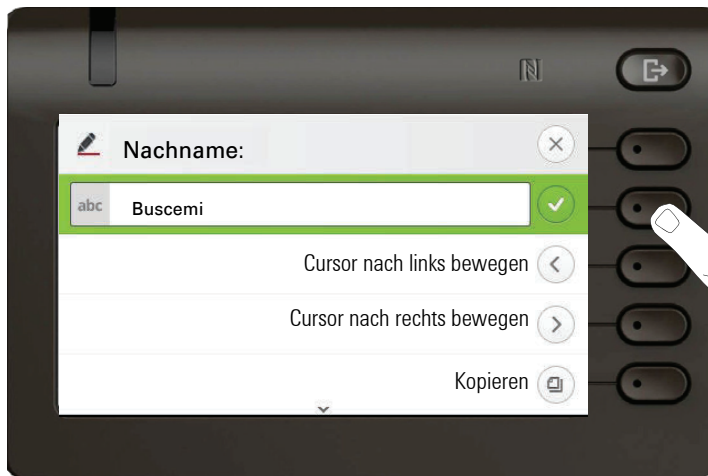 Nachname:
abc Buscemi
Cursor nach links bewegen
Cursor nach rechts bewegen
Kopieren